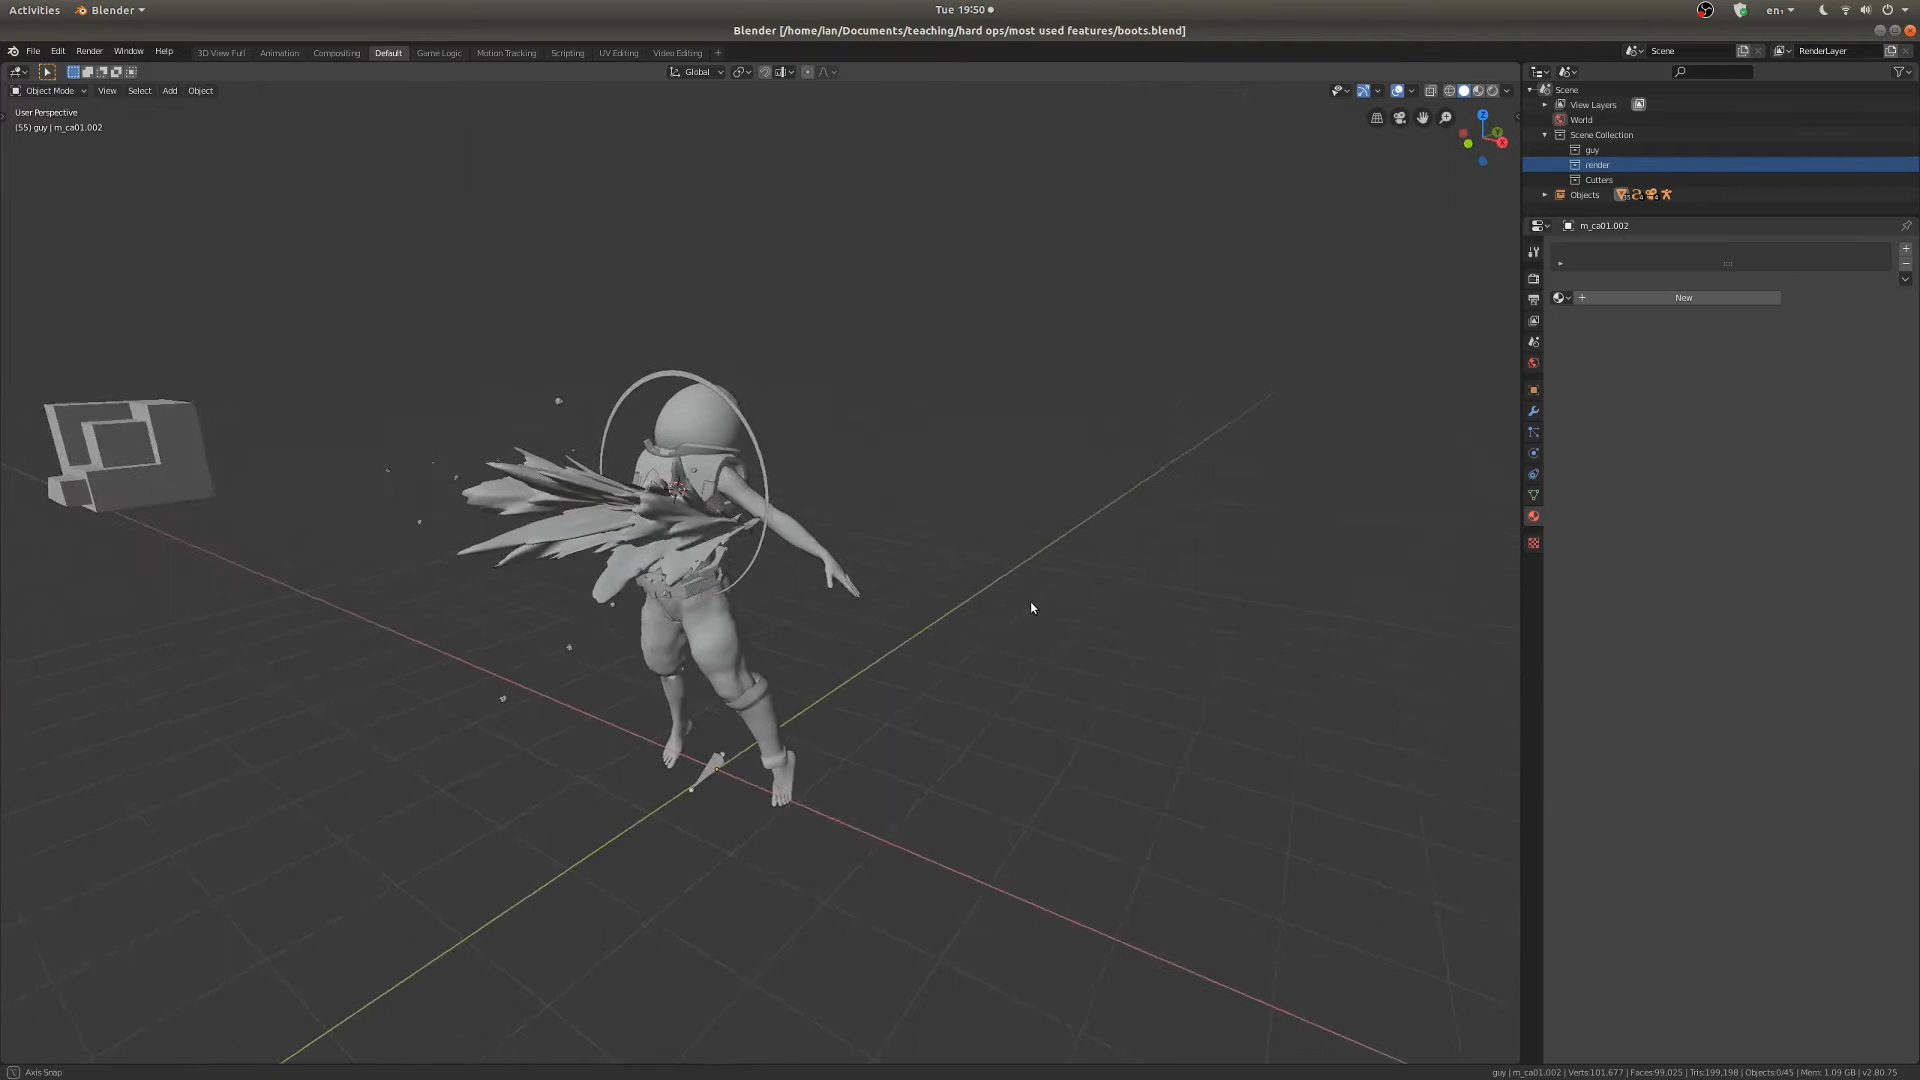 Activities
Blender
Tue 19:50
en₁
Blender [/home/ian/Documents/teaching/hard ops/most used features/boots.blend]
File
Edit
Render
Window
Help
3D View Full
Animation
Compositing
Default
Game Logic
Motion Tracking
Scripting
UV Editing
Video Editing
+
Scene
RenderLayer
Global
Object Mode
View
Select
Add
Object
User Perspective
(55) guy | m_ca01.002
Z
Y
X
Scene
View Layers
World
Scene Collection
guy
render
Cutters
Objects
m_ca01.002
New
Axis Snap
guy | m_ca01.002 | Verts:101,677 | Faces:99,025 | Tris:199,198 | Objects:0/45 | Mem: 1.09 GB | v2.80.75